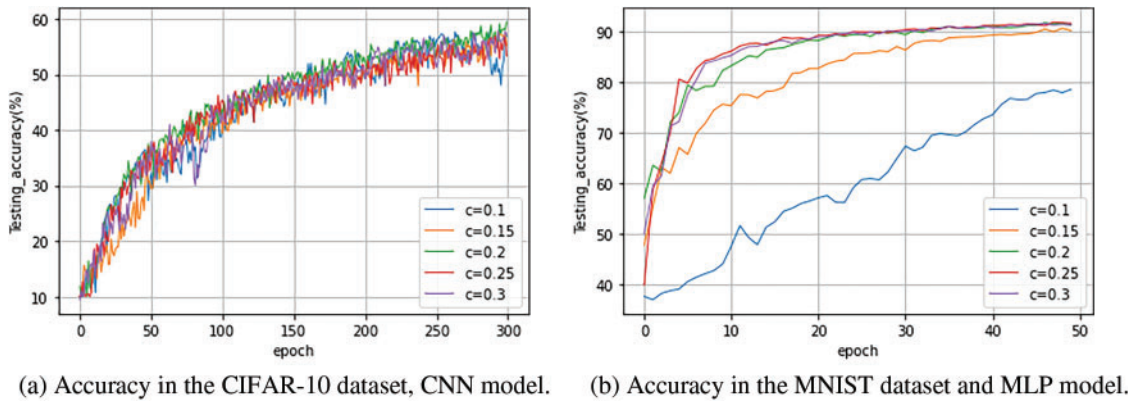 60
50
40
30
20
10
Testing_accuracy(%)
0 50 100 150 200 250 300
epoch
c=0.1
c=0.15
c=0.2
c=0.25
c=0.3
(a) Accuracy in the CIFAR-10 dataset, CNN model.
90
80
70
60
50
40
Testing_accuracy(%)
0 10 20 30 40 50
epoch
c=0.1
c=0.15
c=0.2
c=0.25
c=0.3
(b) Accuracy in the MNIST dataset and MLP model.